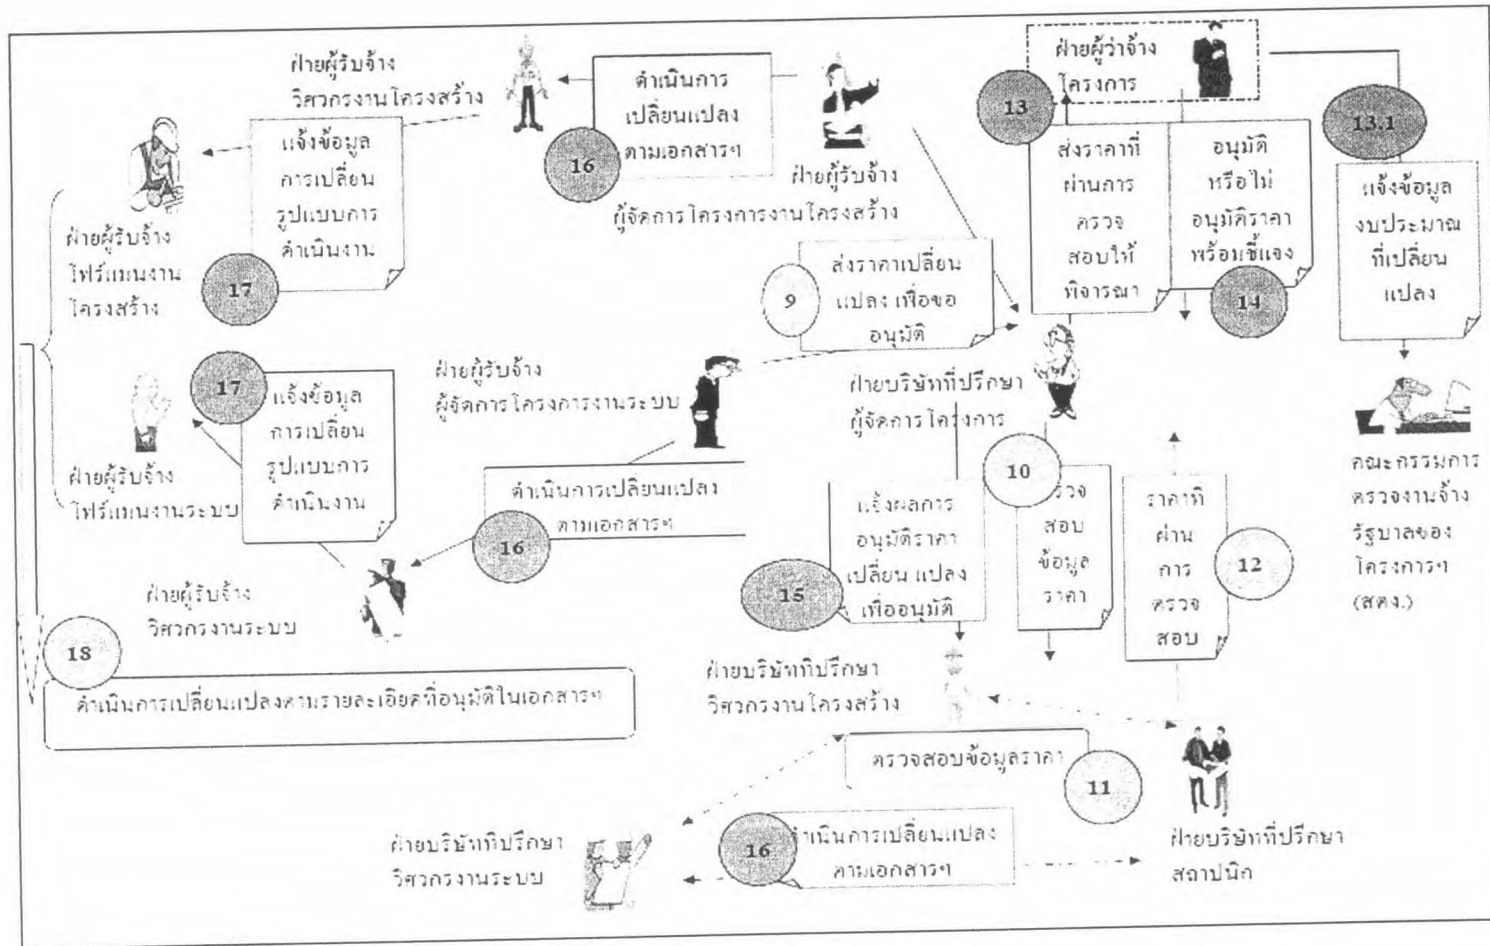 ฝ่ายผู้รับจ้าง
วิศวกรงานโครงสร้าง
ดำเนินการ
เปลี่ยนแปลง
ตามเอกสารฯ
16
ฝ่ายผู้รับจ้าง
ผู้จัดการโครงการงานโครงสร้าง
ฝ่ายผู้ว่าจ้าง
โครงการ
13
ส่งราคาที่
ผ่านการ
ตรวจ
สอบให้
พิจารณา
อนุมัติ
หรือไม่
อนุมัติราคา
พร้อมชี้แจง
14
13.1
แจ้งข้อมูล
งบประมาณ
ที่เปลี่ยน
แปลง
แจ้งข้อมูล
การเปลี่ยน
รูปแบบการ
ดำเนินงาน
17
ฝ่ายผู้รับจ้าง
โฟร์แมนงาน
โครงสร้าง
9
ส่งราคาเปลี่ยน
แปลง เพื่อขอ
อนุมัติ
17
แจ้งข้อมูล
การเปลี่ยน
รูปแบบการ
ดำเนินงาน
ฝ่ายผู้รับจ้าง
ผู้จัดการโครงการงานระบบ
ฝ่ายบริษัทที่ปรึกษา
ผู้จัดการโครงการ
ฝ่ายผู้รับจ้าง
โฟร์แมนงานระบบ
ดำเนินการเปลี่ยนแปลง
ตามเอกสารฯ
16
10
ตรวจ
สอบ
ข้อมูล
ราคา
แจ้งผลการ
อนุมัติราคา
เปลี่ยน แปลง
เพื่ออนุมัติ
15
ราคาที่
ผ่าน
การ
ตรวจ
สอบ
12
คณะกรรมการ
ตรวจงานจ้าง
รัฐบาลของ
โครงการฯ
(สตง.)
ฝ่ายผู้รับจ้าง
วิศวกรงานระบบ
18
ดำเนินการเปลี่ยนแปลงตามรายละเอียดที่อนุมัติในเอกสารฯ
ฝ่ายบริษัทที่ปรึกษา
วิศวกรงานโครงสร้าง
ตรวจสอบข้อมูลราคา
11
ฝ่ายบริษัทที่ปรึกษา
วิศวกรงานระบบ
16
ดำเนินการเปลี่ยนแปลง
ตามเอกสารฯ
ฝ่ายบริษัทที่ปรึกษา
สถาปนิก